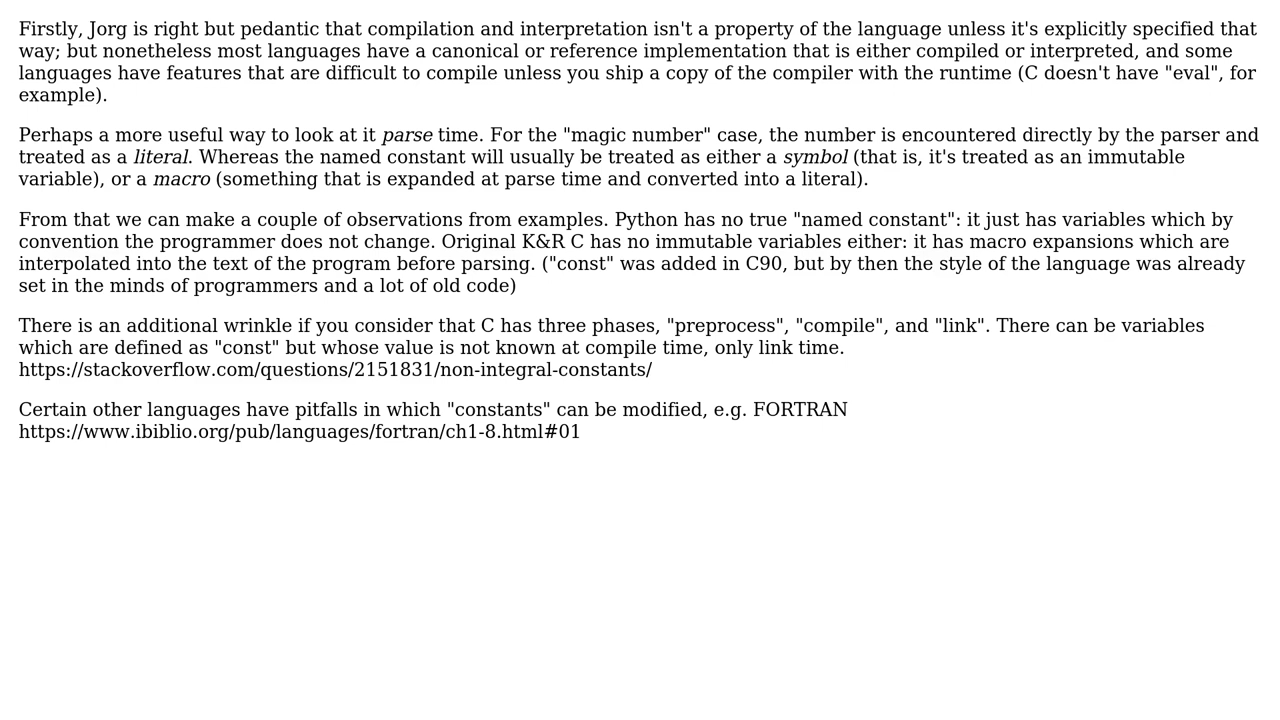 Firstly, Jorg is right but pedantic that compilation and interpretation isn't a property of the language unless it's explicitly specified that
way; but nonetheless most languages have a canonical or reference implementation that is either compiled or interpreted, and some
languages have features that are difficult to compile unless you ship a copy of the compiler with the runtime (C doesn't have "eval", for
example).
Perhaps a more useful way to look at it parse time. For the "magic number" case, the number is encountered directly by the parser and
treated as a literal. Whereas the named constant will usually be treated as either a symbol (that is, it's treated as an immutable
variable), or a macro (something that is expanded at parse time and converted into a literal).
From that we can make a couple of observations from examples. Python has no true "named constant": it just has variables which by
convention the programmer does not change. Original K&R C has no immutable variables either: it has macro expansions which are
interpolated into the text of the program before parsing. ("const" was added in C90, but by then the style of the language was already
set in the minds of programmers and a lot of old code)
There is an additional wrinkle if you consider that C has three phases, "preprocess", "compile", and "link". There can be variables
which are defined as "const" but whose value is not known at compile time, only link time.
https://stackoverflow.com/questions/2151831/non-integral-constants/
Certain other languages have pitfalls in which "constants" can be modified, e.g. FORTRAN
https://www.ibiblio.org/pub/languages/fortran/ch1-8.html#01